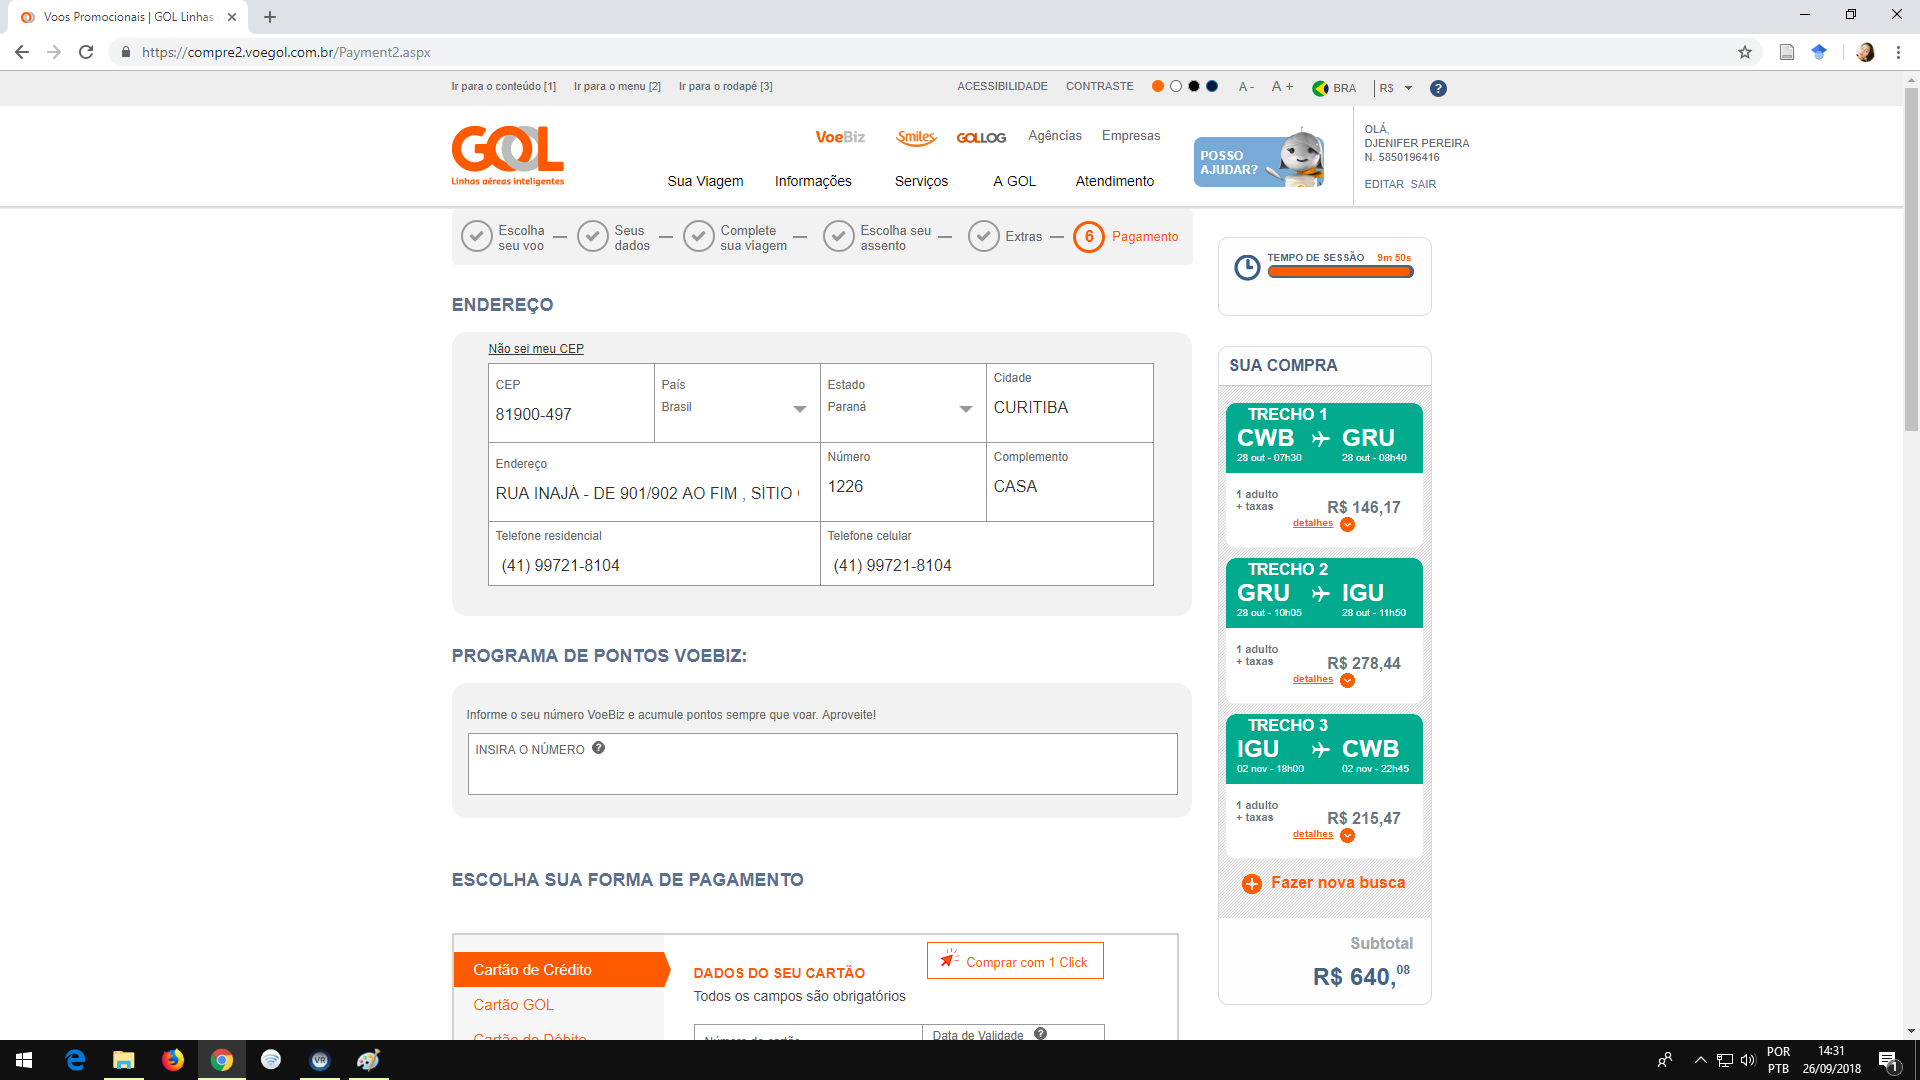 Voos Promocionais | GOL Linhas
https://compre2.voegol.com.br/Payment2.aspx
Ir para o conteúdo [1] Ir para o menu [2] Ir para o rodapé [3] ACESSIBILIDADE CONTRASTE A - A + BRA R$ ?
VoeBiz Smiles GOLLOG Agências Empresas
GOL
Linhas aéreas inteligentes
Sua Viagem Informações Serviços A GOL Atendimento
POSSO
AJUDAR?
OLÁ,
DJENIFER PEREIRA
N. 5850196416
EDITAR SAIR
Escolha
seu voo
Seus
dados
Complete
sua viagem
Escolha seu
assento
Extras
6 Pagamento
TEMPO DE SESSÃO 9m 50s
ENDEREÇO
Não sei meu CEP
CEP
81900-497
País
Brasil
Estado
Paraná
Cidade
CURITIBA
Endereço
RUA INAJÁ - DE 901/902 AO FIM , SÍTIO
Número
1226
Complemento
CASA
Telefone residencial
(41) 99721-8104
Telefone celular
(41) 99721-8104
PROGRAMA DE PONTOS VOEBIZ:
Informe o seu número VoeBiz e acumule pontos sempre que voar. Aproveite!
INSIRA O NÚMERO ?
ESCOLHA SUA FORMA DE PAGAMENTO
Cartão de Crédito
Cartão GOL
Cartão de Débito
DADOS DO SEU CARTÃO
Todos os campos são obrigatórios
Comprar com 1 Click
Número do cartão
Data de Validade ?
SUA COMPRA
TRECHO 1
CWB GRU
28 out - 07h30 28 out - 08h40
1 adulto
+ taxas
R$ 146,17
detalhes
TRECHO 2
GRU IGU
28 out - 10h05 28 out - 11h50
1 adulto
+ taxas
R$ 278,44
detalhes
TRECHO 3
IGU CWB
02 nov - 18h00 02 nov - 22h45
1 adulto
+ taxas
R$ 215,47
detalhes
Fazer nova busca
Subtotal
R$ 640,08
VR
POR
PTB
14:31
26/09/2018
1